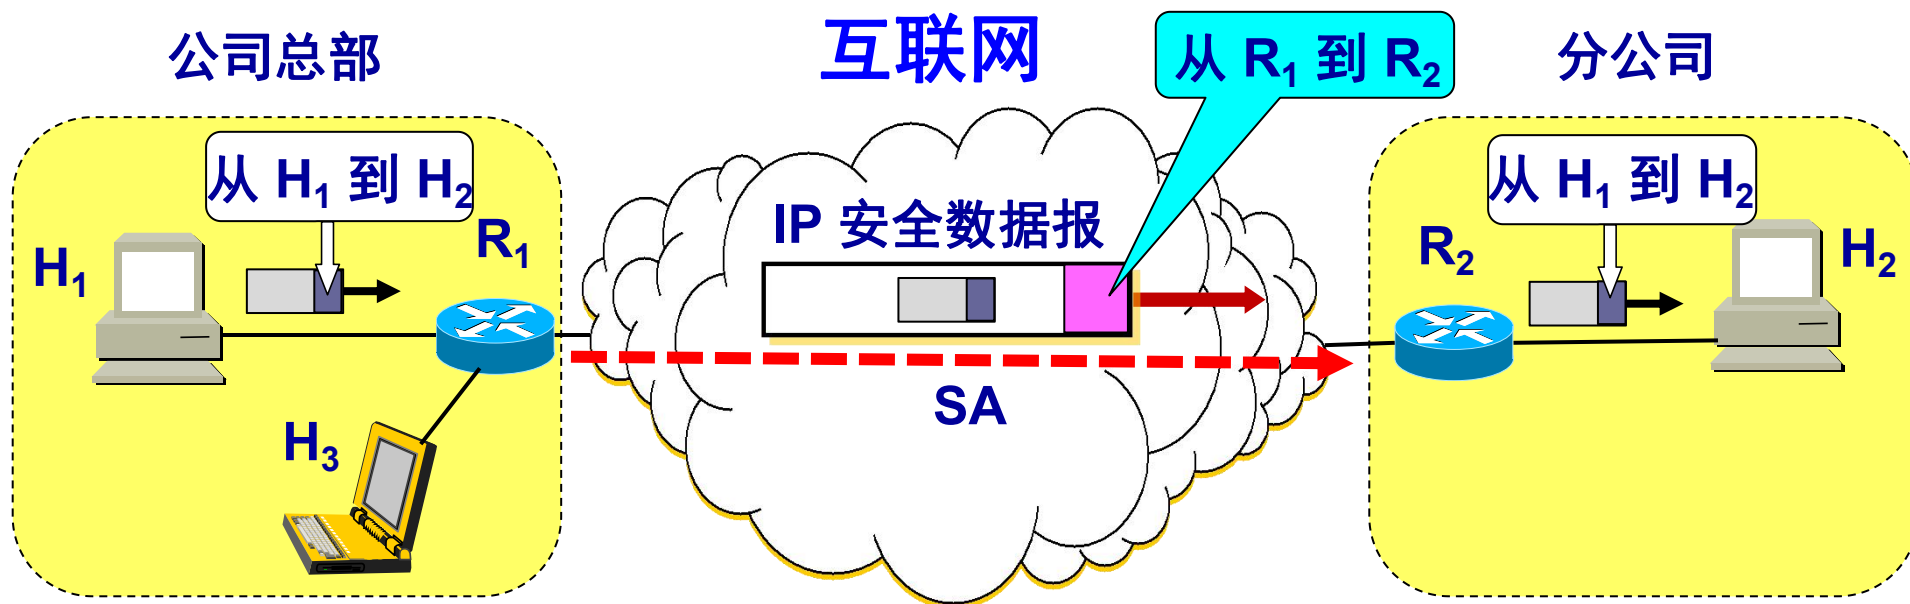 公司总部
互联网
从 R₁ 到 R₂
分公司
从 H₁ 到 H₂
从 H₁ 到 H₂
IP 安全数据报
H₁
R₁
R₂
H₂
SA
H₃